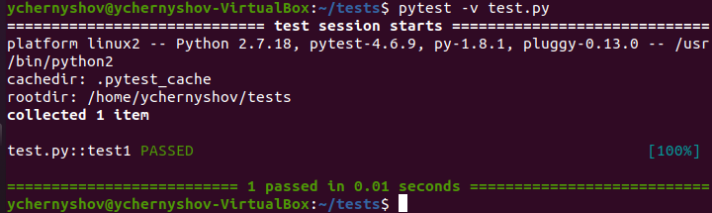 ychernyshov@ychernyshov-VirtualBox:~/tests$ pytest -v test.py
============================= test session starts ==============================
platform linux2 -- Python 2.7.18, pytest-4.6.9, py-1.8.1, pluggy-0.13.0 -- /usr
/bin/python2
cachedir: .pytest_cache
rootdir: /home/ychernyshov/tests
collected 1 item
test.py::test1 PASSED [100%]
=========================== 1 passed in 0.01 seconds ===========================
ychernyshov@ychernyshov-VirtualBox:~/tests$